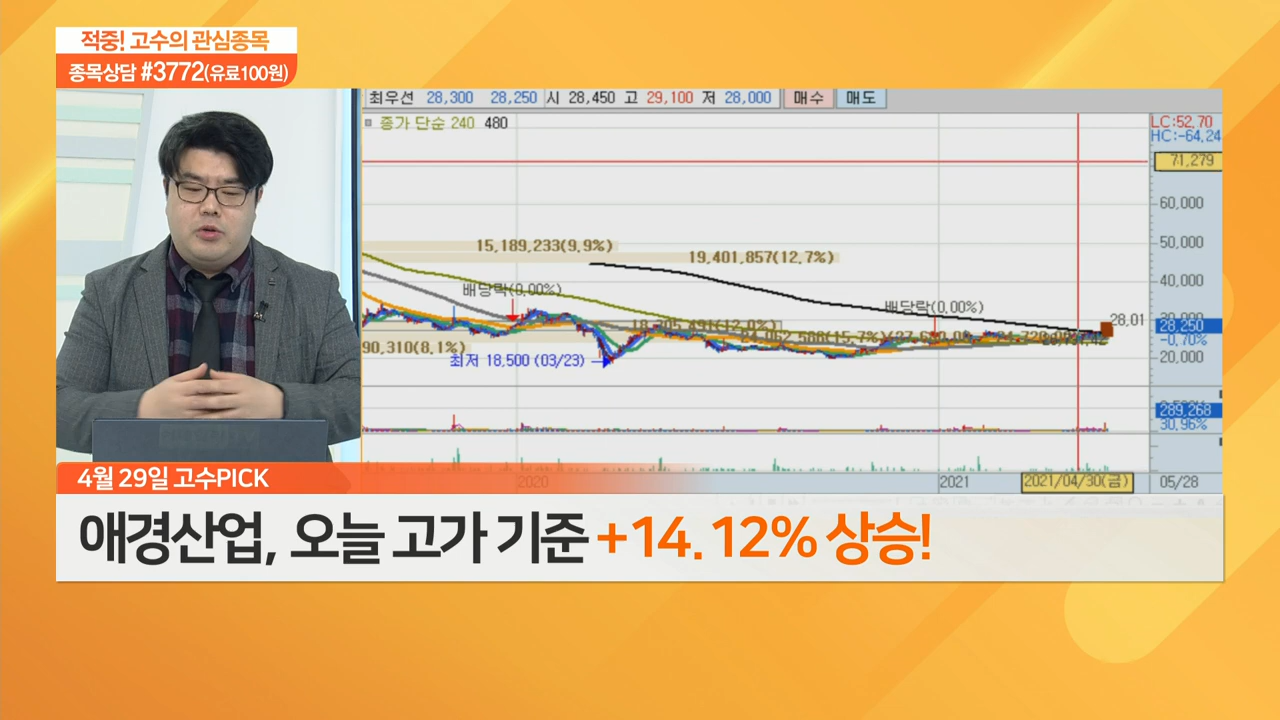 적중! 고수의 관심종목
종목상담 #3772(유료100원)
최우선 28,300 28,250 시 28,450 고 29,100 저 28,000 매수 매도
종가 단순 240 480
LC:52,70
HC:-64,24
71,279
60,000
50,000
40,000
20,000
15,189,233(9.9%)
19,401,857(12.7%)
배당락(0.00%)
배당락(0.00%)
28,01
28,250
-0,70%
90,310(8.1%)
최저 18,500 (03/23)
289,268
30,96%
2020
2021
2021/04/30(금)
05/28
4월 29일 고수PICK
애경산업, 오늘 고가 기준 +14.12% 상승!